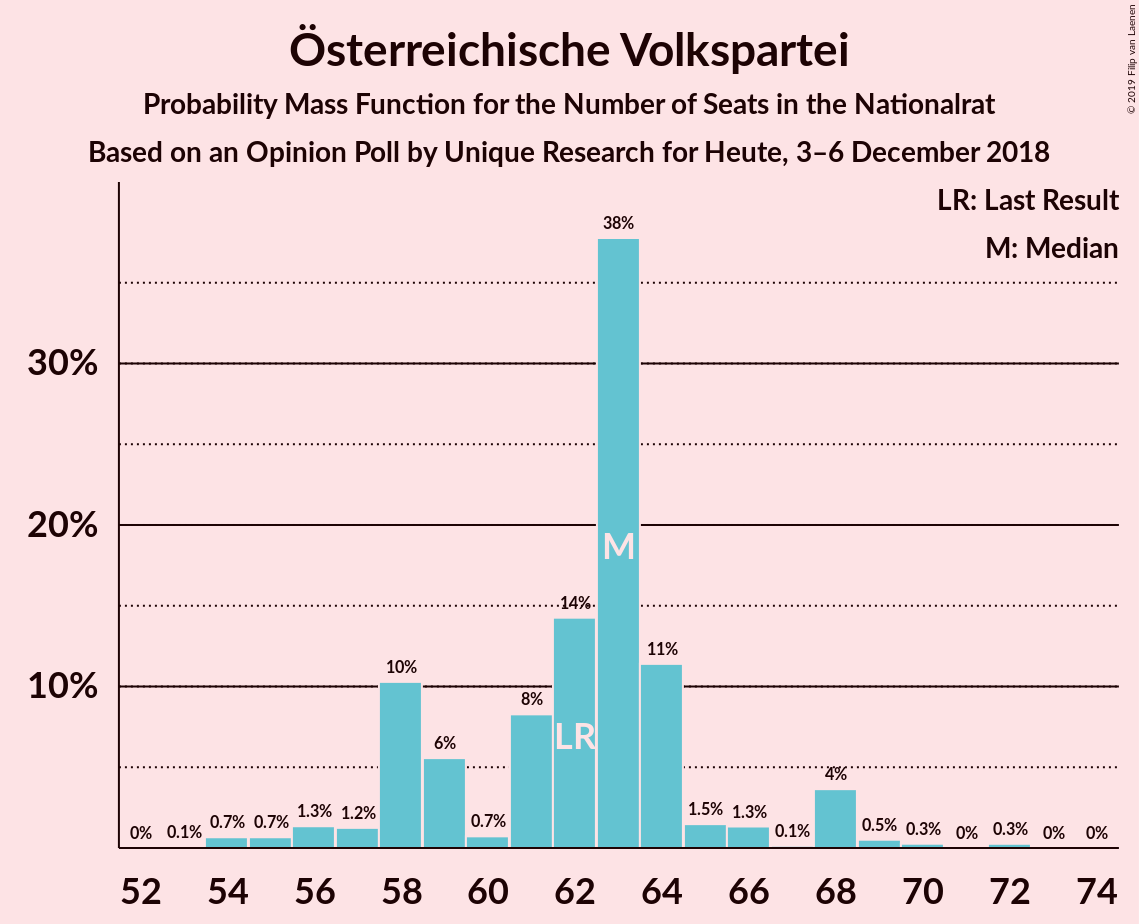 Österreichische Volkspartei
Probability Mass Function for the Number of Seats in the Nationalrat
Based on an Opinion Poll by Unique Research for Heute, 3–6 December 2018
© 2019 Filip van Laenen
LR: Last Result
M: Median
30%
20%
10%
0%
0.1%
0.7%
0.7%
1.3%
1.2%
10%
6%
0.7%
8%
14%
38%
11%
1.5%
1.3%
0.1%
4%
0.5%
0.3%
0%
0.3%
0%
0%
LR
M
52 54 56 58 60 62 64 66 68 70 72 74